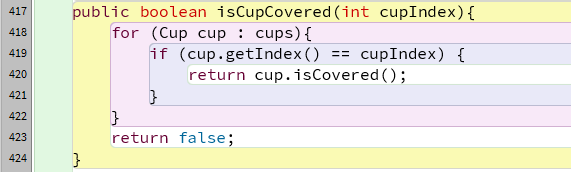 417 public boolean isCupCovered(int cupIndex){
418 for (Cup cup : cups){
419 if (cup.getIndex() == cupIndex) {
420 return cup.isCovered();
421 }
422 }
423 return false;
424 }